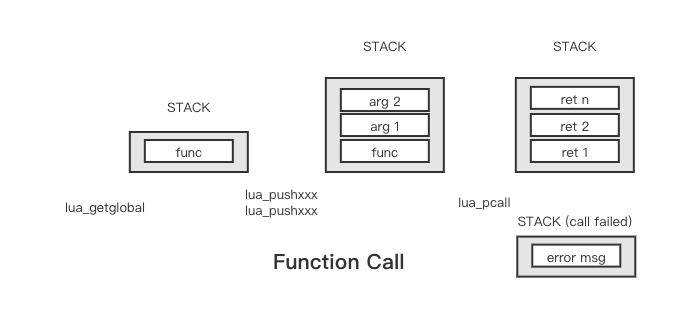 STACK
func
lua_getglobal
STACK
arg 2
arg 1
func
lua_pushxxx
lua_pushxxx
STACK
ret n
ret 2
ret 1
lua_pcall
STACK (call failed)
error msg
Function Call